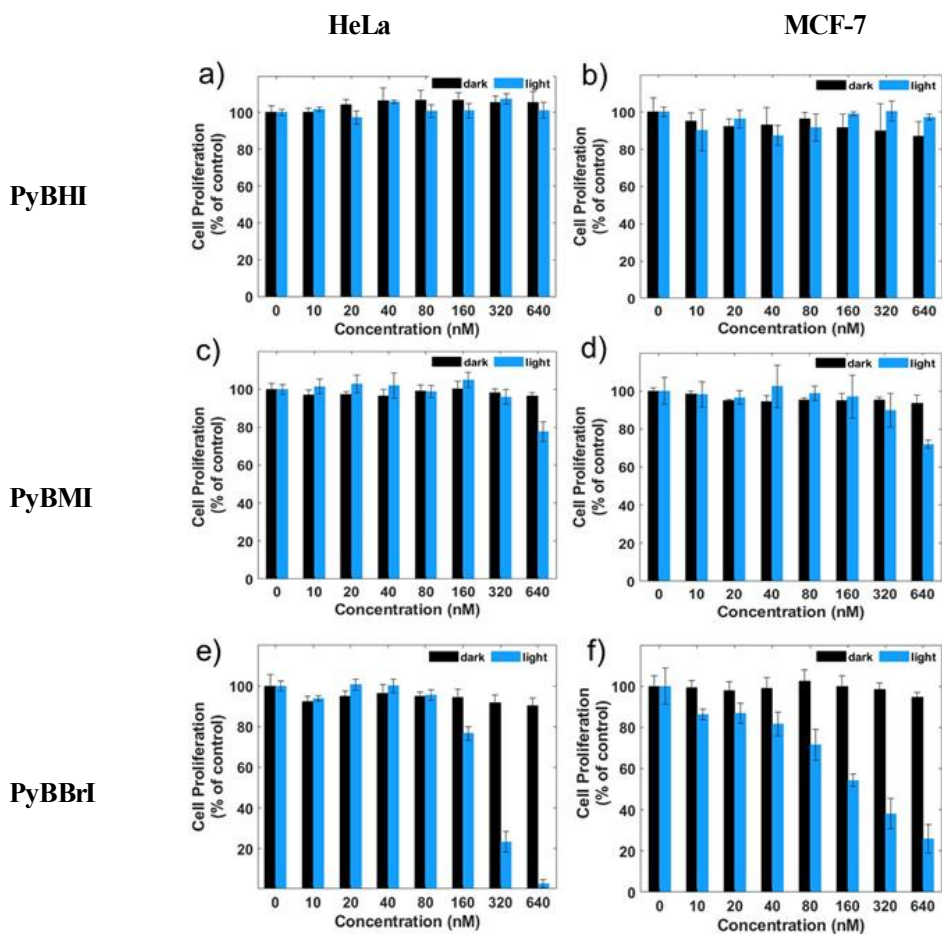 HeLa
MCF-7
PyBHI
a)
dark
light
100
80
60
40
20
0
Cell Proliferation
(% of control)
0 10 20 40 80 160 320 640
Concentration (nM)
b)
dark
light
100
80
60
40
20
0
Cell Proliferation
(% of control)
0 10 20 40 80 160 320 640
Concentration (nM)
PyBMI
c)
dark
light
100
80
60
40
20
0
Cell Proliferation
(% of control)
0 10 20 40 80 160 320 640
Concentration (nM)
d)
dark
light
100
80
60
40
20
0
Cell Proliferation
(% of control)
0 10 20 40 80 160 320 640
Concentration (nM)
PyBBrI
e)
dark
light
100
80
60
40
20
Cell Proliferation
(% of control)
0 10 20 40 80 160 320 640
Concentration (nM)
f)
dark
light
100
80
60
40
20
0
Cell Proliferation
(% of control)
0 10 20 40 80 160 320 640
Concentration (nM)